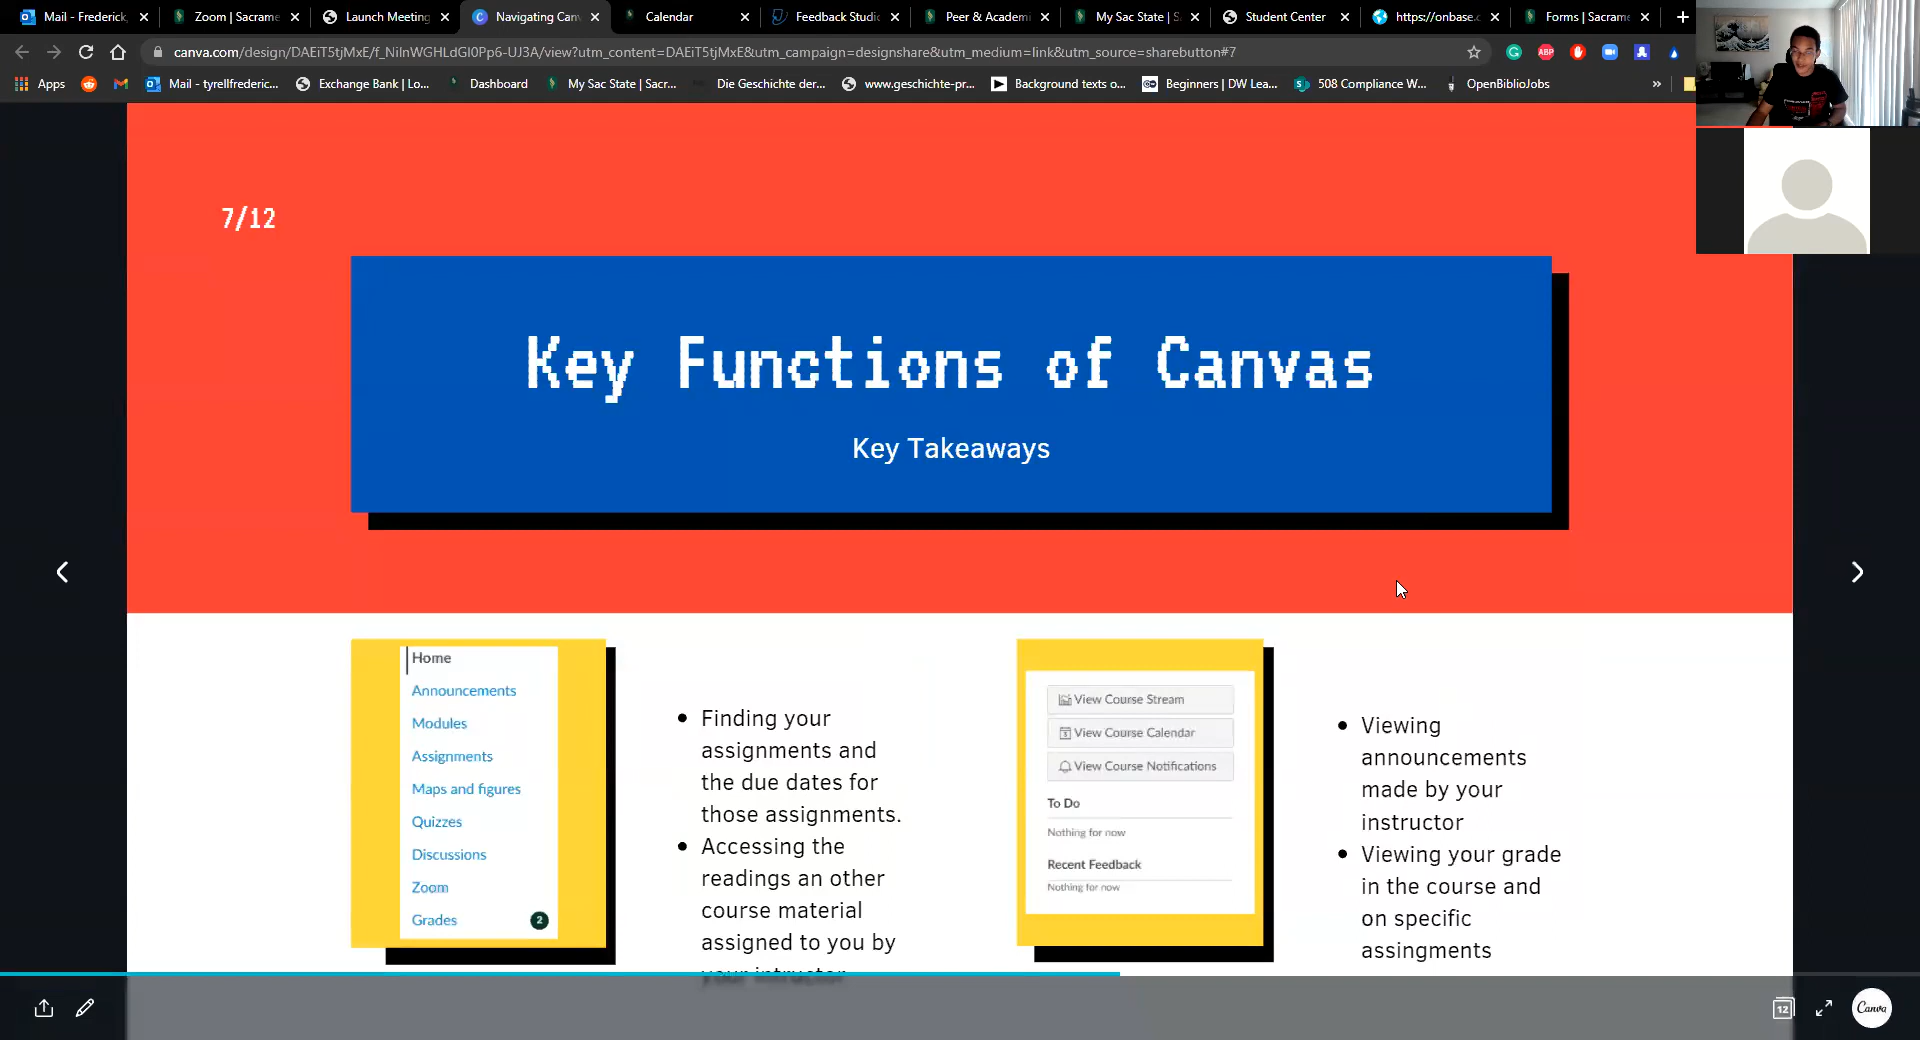 Mail - Frederick,
Zoom | Sacrame
Launch Meeting
Navigating Canv
Calendar
Feedback Studio
Peer & Academi
My Sac State | S
Student Center
https://onbase.c
Forms | Sacrame
canva.com/design/DAEiT5tjMxE/f_NilnWGHLdGl0Pp6-UJ3A/view?utm_content=DAEiT5tjMxE&utm_campaign=designshare&utm_medium=link&utm_source=sharebutton#7
ABP
Apps
Mail - tyrellfrederic...
Exchange Bank | Lo...
Dashboard
My Sac State | Sacr...
Die Geschichte der...
www.geschichte-pr...
Background texts o...
Beginners | DW Lea...
508 Compliance W...
OpenBiblioJobs
7/12
Key Functions of Canvas
Key Takeaways
Home
Announcements
Modules
Assignments
Maps and figures
Quizzes
Discussions
Zoom
Grades 2
Finding your
assignments and
the due dates for
those assignments.
Accessing the
readings an other
course material
assigned to you by
your intructor
View Course Stream
View Course Calendar
View Course Notifications
To Do
Nothing for now
Recent Feedback
Nothing for now
Viewing
announcements
made by your
instructor
Viewing your grade
in the course and
on specific
assingments
12
Canva